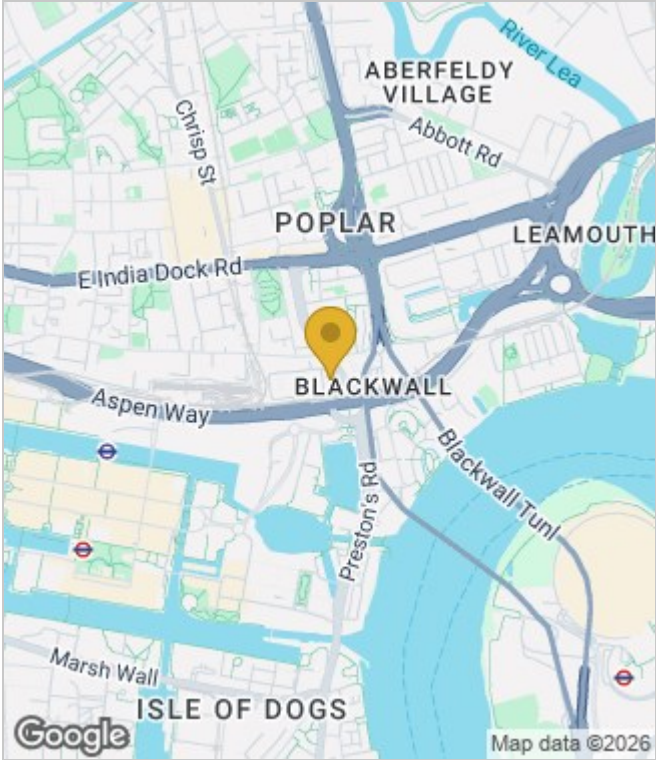 River Lea
ABERFELDY
VILLAGE
Abbott Rd
Chrisp St
POPLAR
LEAMOUTH
E India Dock Rd
BLACKWALL
Aspen Way
Blackwall Tunl
Preston's Rd
Marsh Wall
ISLE OF DOGS
Google
Map data ©2026